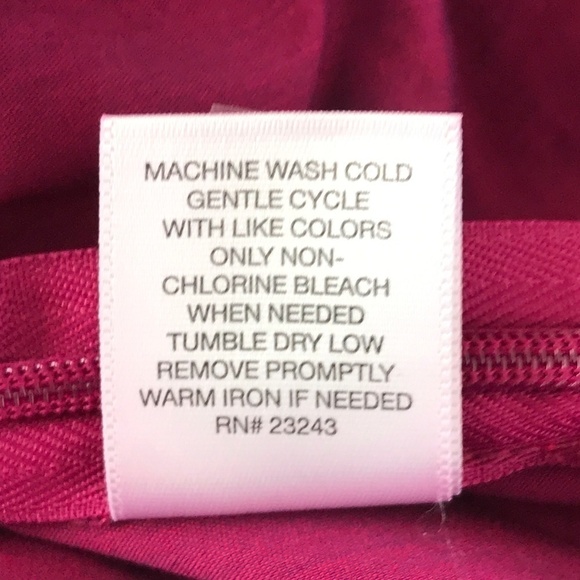 MACHINE WASH COLD
GENTLE CYCLE
WITH LIKE COLORS
ONLY NON-
CHLORINE BLEACH
WHEN NEEDED
TUMBLE DRY LOW
REMOVE PROMPTLY
WARM IRON IF NEEDED
RN# 23243